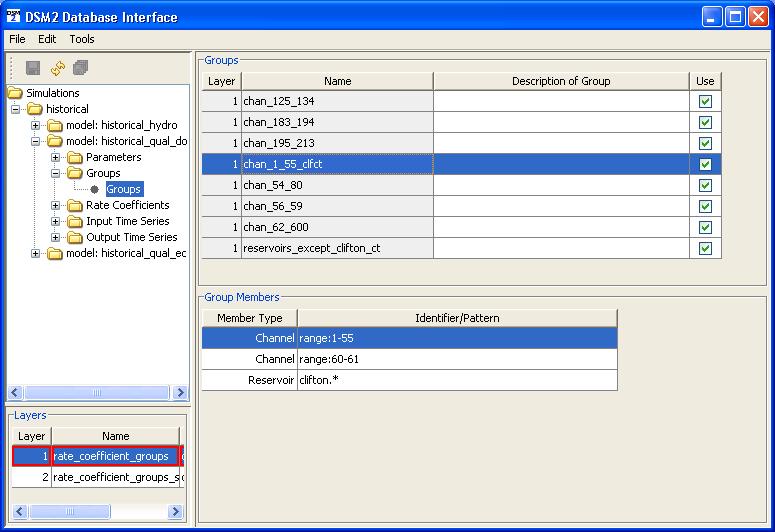 DSM2 DSM2 Database Interface
File Edit Tools
Simulations
historical
model: historical_hydro
model: historical_qual_do
Parameters
Groups
Groups
Rate Coefficients
Input Time Series
Output Time Series
model: historical_qual_ec
Layers
Layer Name
1 rate_coefficient_groups
2 rate_coefficient_groups_s
Groups
Layer Name Description of Group Use
1 chan_125_134
1 chan_183_194
1 chan_195_213
1 chan_1_55_clfct
1 chan_54_80
1 chan_56_59
1 chan_62_600
1 reservoirs_except_clifton_ct
Group Members
Member Type Identifier/Pattern
Channel range:1-55
Channel range:60-61
Reservoir clifton.*